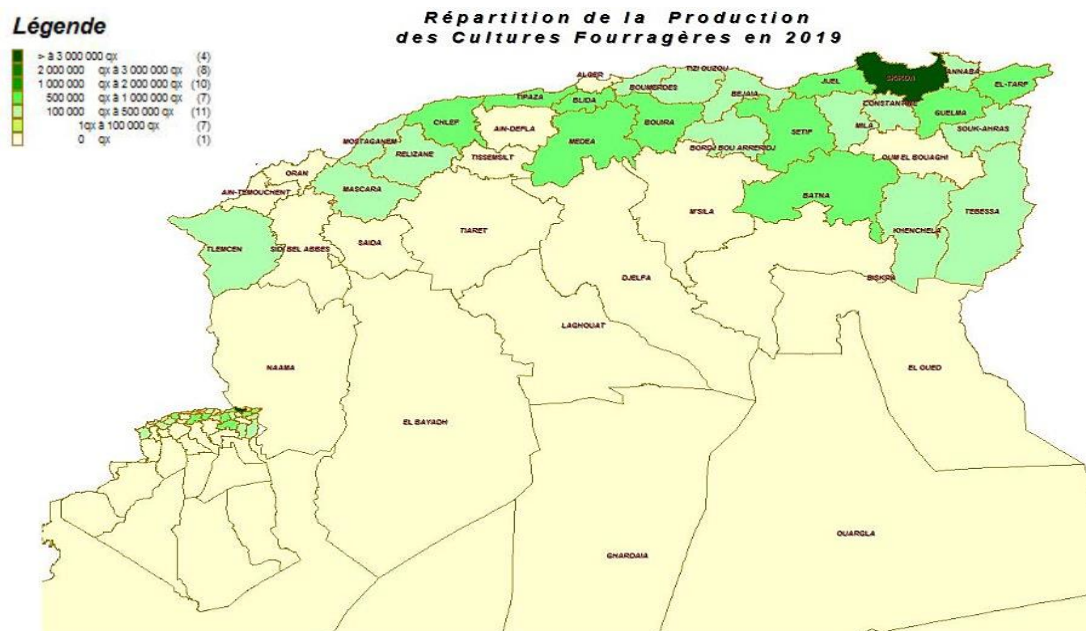 Répartition de la Production
des Cultures Fourragères en 2019
Légende
> à 3 000 000 qx (4)
2 000 000 qx à 3 000 000 qx (8)
1 000 000 qx à 2 000 000 qx (10)
500 000 qx à 1 000 000 qx (7)
100 000 qx à 500 000 qx (11)
1qx à 100 000 qx (7)
0 qx (1)
ALGER
TIZI OUZOU
BOUMERDES
BEJAIA
JIJEL
ANNABA
EL-TARF
TIPAZA
BLIDA
CONSTANTINE
GUELMA
CHLEF
AIN-DEFLA
MEDEA
BOUIRA
SETIF
MILA
SOUK-AHRAS
MOSTAGANEM
RELIZANE
TISSEMSILT
BORDJ BOU ARRERIDJ
OUM EL BOUAGHI
ORAN
AIN-TEMOUCHENT
MASCARA
BATNA
M'SILA
KHENCHELA
TEBESSA
TLEMCEN
SIDI BEL ABBES
SAIDA
TIARET
DJELFA
BISKRA
LAGHOUAT
NAAMA
EL OUED
EL BAYADH
GHARDAIA
OUARGLA